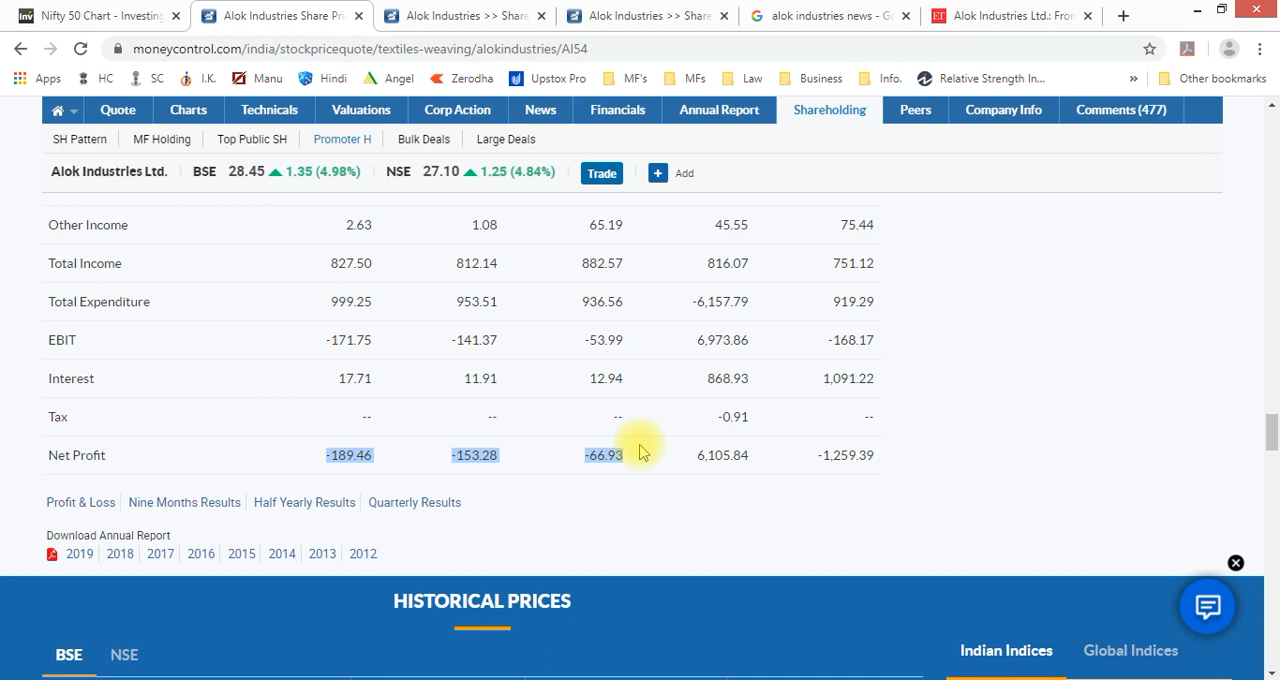 Nifty 50 Chart - Investing Alok Industries Share Pri Alok Industries >> Share Alok Industries >> Share alok industries news - Go Alok Industries Ltd.: From
moneycontrol.com/india/stockpricequote/textiles-weaving/alokindustries/AI54
Apps HC SC I.K. Manu Hindi Angel Zerodha Upstox Pro MF's MFs Law Business Info. Relative Strength In... » Other bookmarks
Quote Charts Technicals Valuations Corp Action News Financials Annual Report Shareholding Peers Company Info Comments (477)
SH Pattern MF Holding Top Public SH Promoter H Bulk Deals Large Deals
Alok Industries Ltd. BSE 28.45 1.35 (4.98%) NSE 27.10 1.25 (4.84%) Trade + Add
Other Income 2.63 1.08 65.19 45.55 75.44
Total Income 827.50 812.14 882.57 816.07 751.12
Total Expenditure 999.25 953.51 936.56 -6,157.79 919.29
EBIT -171.75 -141.37 -53.99 6,973.86 -168.17
Interest 17.71 11.91 12.94 868.93 1,091.22
Tax -- -- -- -0.91 --
Net Profit -189.46 -153.28 -66.93 6,105.84 -1,259.39
Profit & Loss Nine Months Results Half Yearly Results Quarterly Results
Download Annual Report
2019 2018 2017 2016 2015 2014 2013 2012
HISTORICAL PRICES
BSE NSE Indian Indices Global Indices